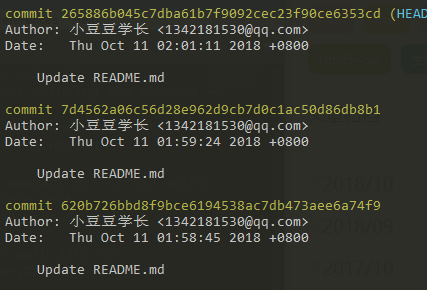 commit 265886b045c7dba61b7f9092cec23f90ce6353cd (HEAD
Author: 小豆豆学长 <1342181530@qq.com>
Date:   Thu Oct 11 02:01:11 2018 +0800
Update README.md
commit 7d4562a06c56d28e962d9cb7d0c1ac50d86db8b1
Author: 小豆豆学长 <1342181530@qq.com>
Date:   Thu Oct 11 01:59:24 2018 +0800
Update README.md
commit 620b726bbd8f9bce6194538ac7db473aee6a74f9
Author: 小豆豆学长 <1342181530@qq.com>
Date:   Thu Oct 11 01:58:45 2018 +0800
Update README.md